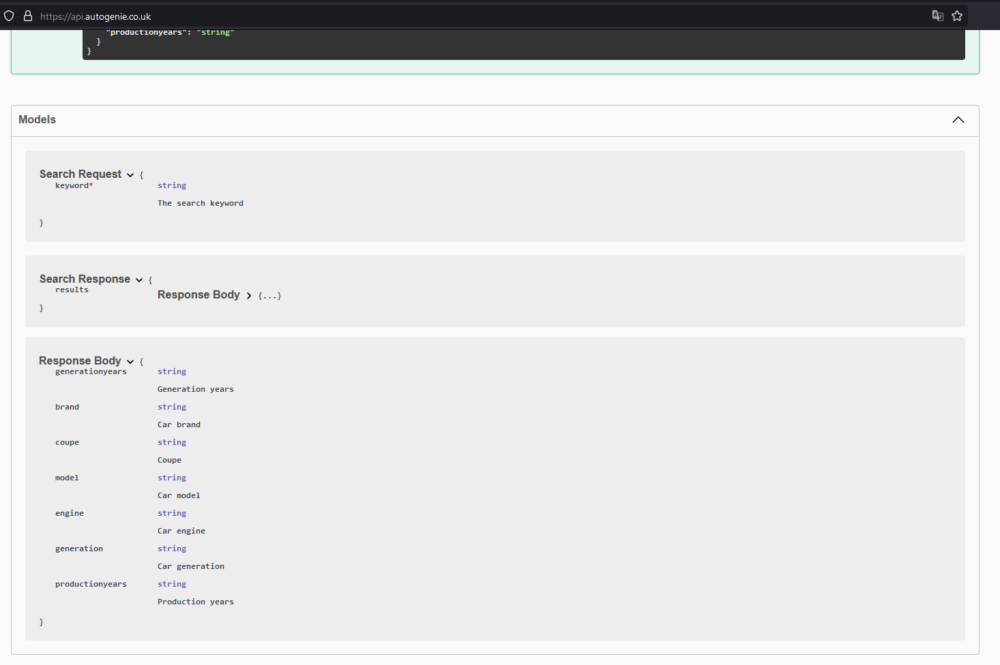 https://api.autogenie.co.uk
"productionyears": "string"
}
}
Models
Search Request {
keyword* string
The search keyword
}
Search Response {
results Response Body {...}
}
Response Body {
generationyears string
Generation years
brand string
Car brand
coupe string
Coupe
model string
Car model
engine string
Car engine
generation string
Car generation
productionyears string
Production years
}